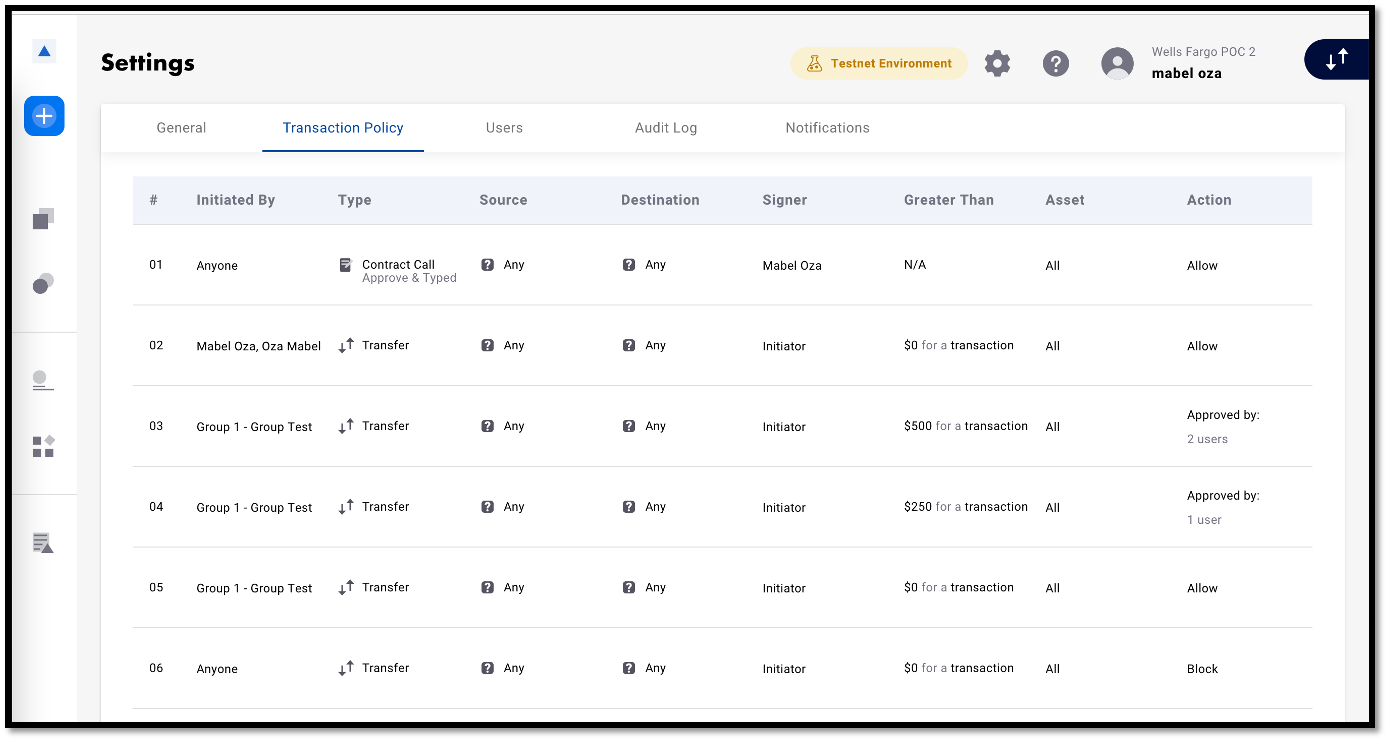 Settings
Testnet Environment
Wells Fargo POC 2
mabel oza
General Transaction Policy Users Audit Log Notifications
# Initiated By Type Source Destination Signer Greater Than Asset Action
01 Anyone Contract Call Any Any Mabel Oza N/A All Allow
Approve & Typed
02 Mabel Oza, Oza Mabel Transfer Any Any Initiator $0 for a transaction All Allow
03 Group 1 - Group Test Transfer Any Any Initiator $500 for a transaction All Approved by:
2 users
04 Group 1 - Group Test Transfer Any Any Initiator $250 for a transaction All Approved by:
1 user
05 Group 1 - Group Test Transfer Any Any Initiator $0 for a transaction All Allow
06 Anyone Transfer Any Any Initiator $0 for a transaction All Block